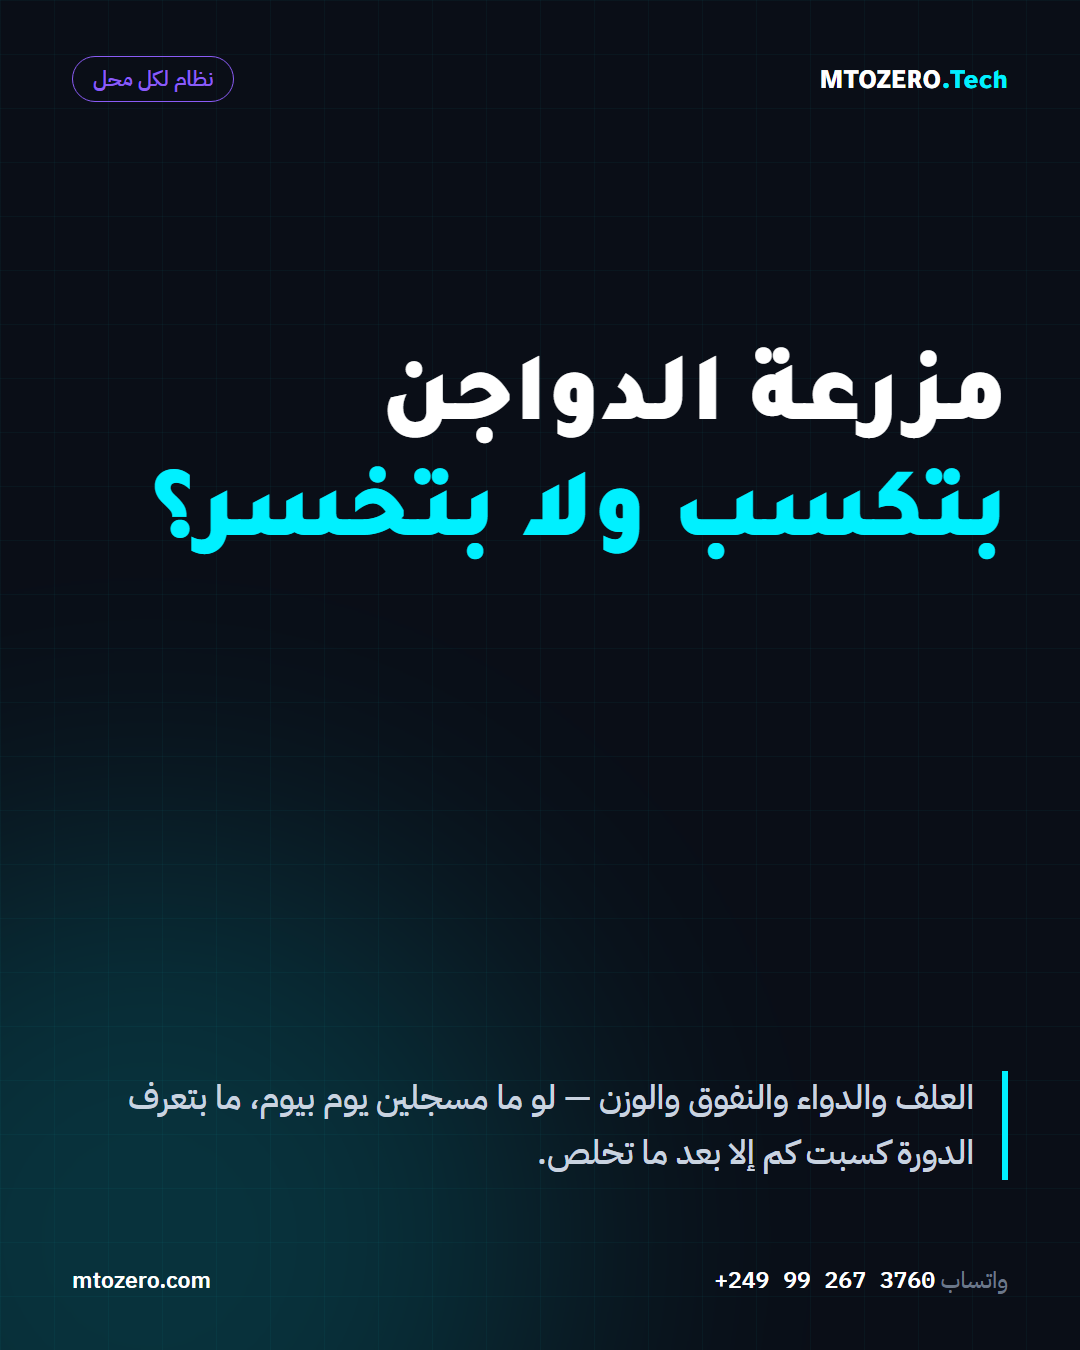 MTOZERO.Tech
نظام لكل محل
مزرعة الدواجن
بتكسب ولا بتخسر؟
العلف والدواء والنفوق والوزن — لو ما مسجلين يوم بيوم، ما بتعرف
الدورة كسبت كم إلا بعد ما تخلص.
واتساب +249 99 267 3760
mtozero.com